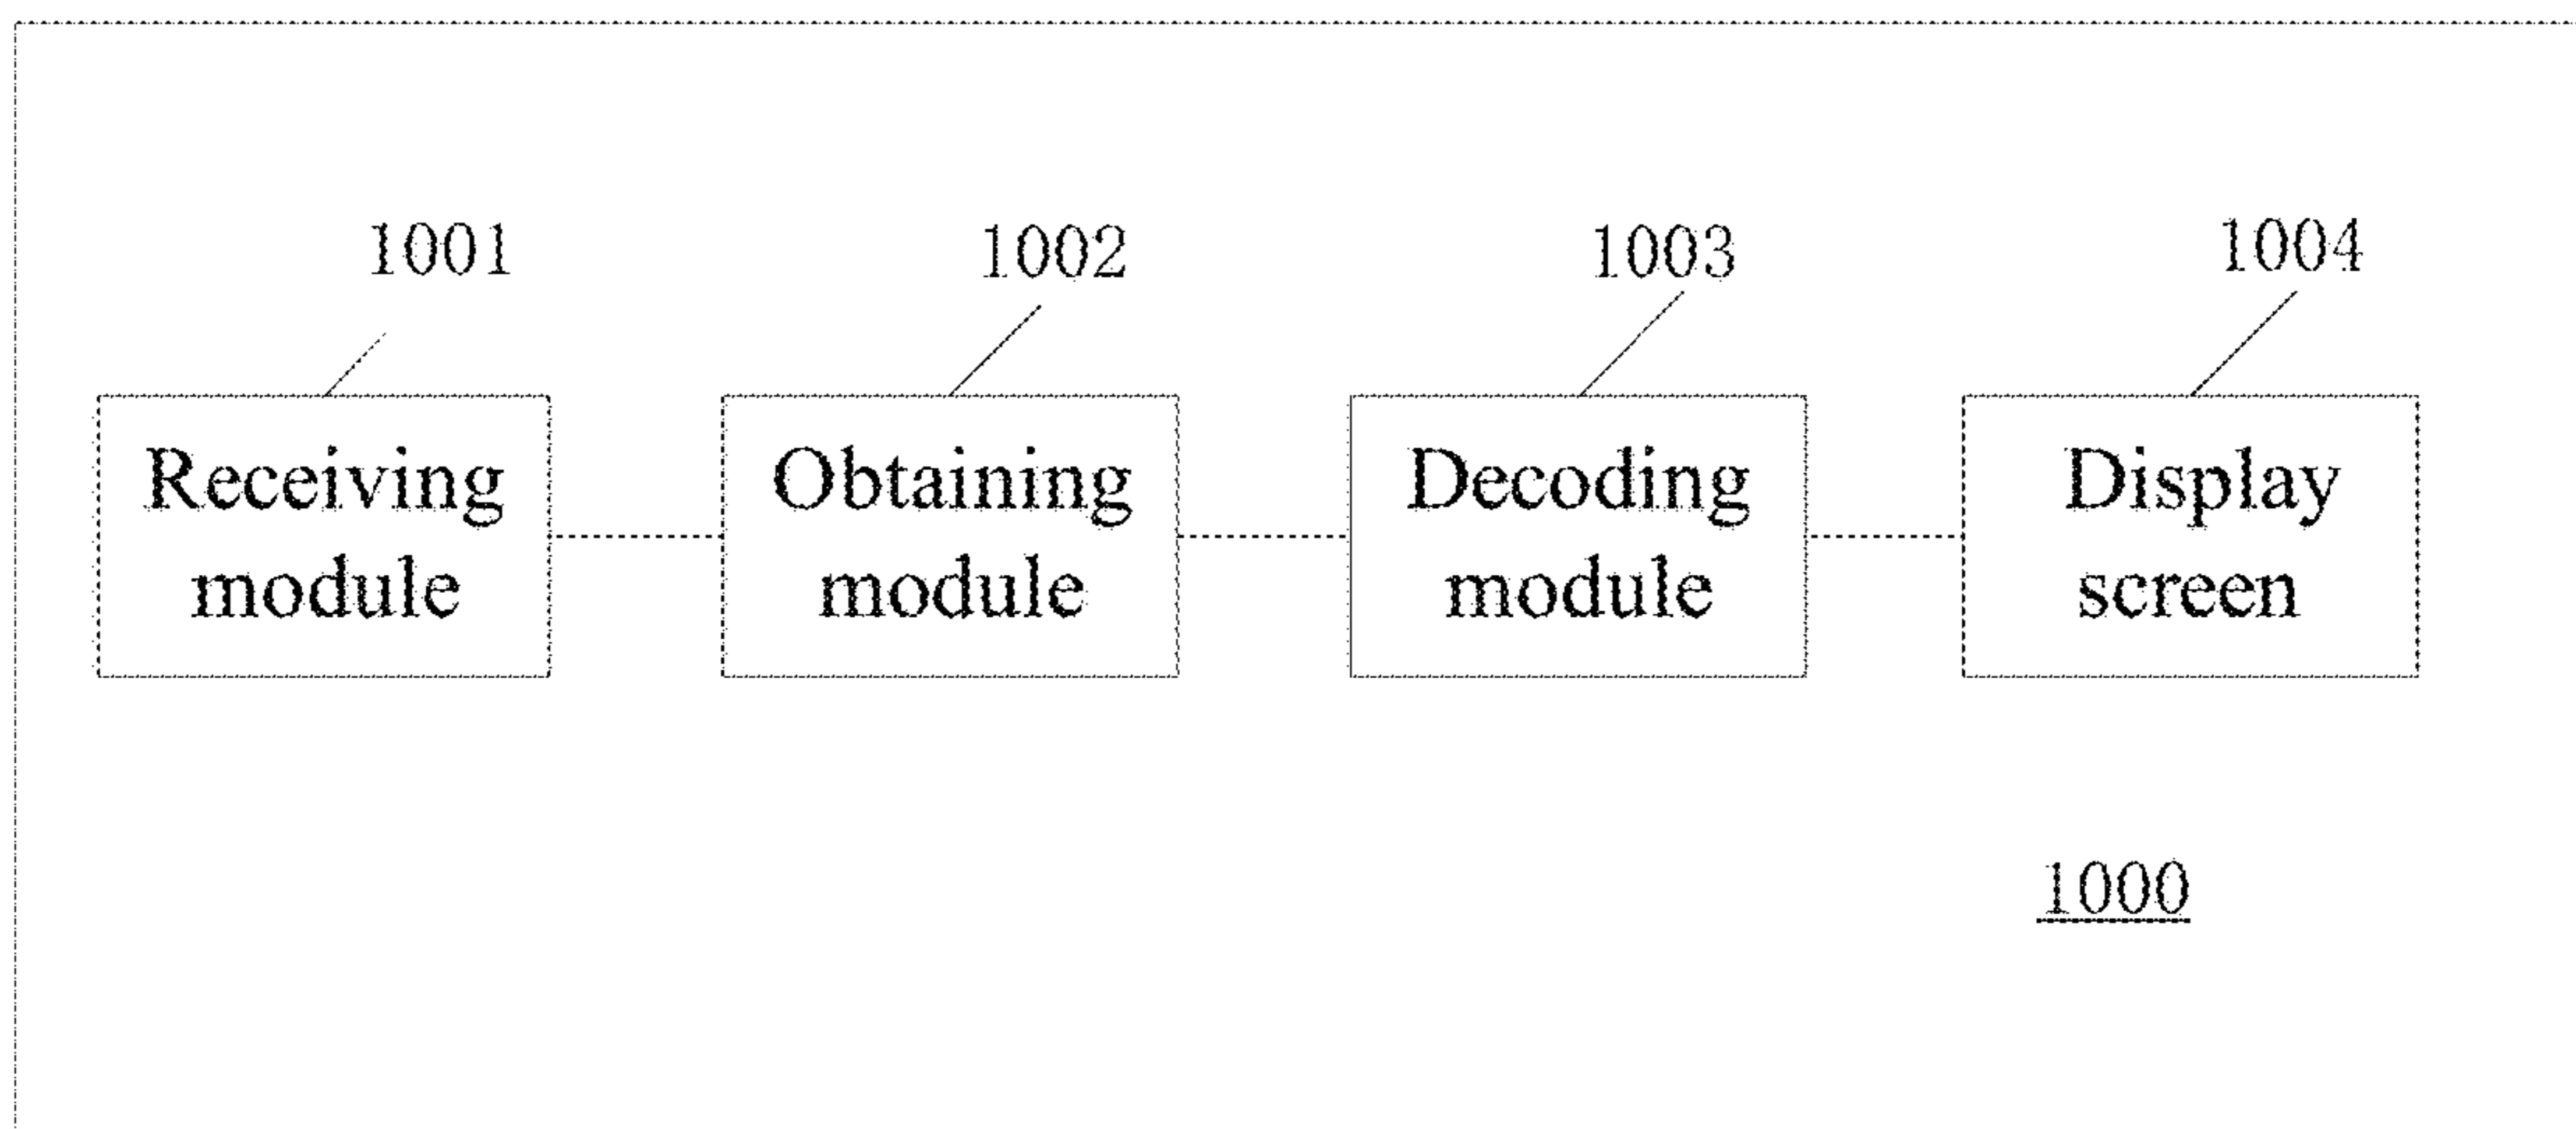 1001 1002 1003 1004
Receiving Obtaining Decoding Display
module module module screen
1000